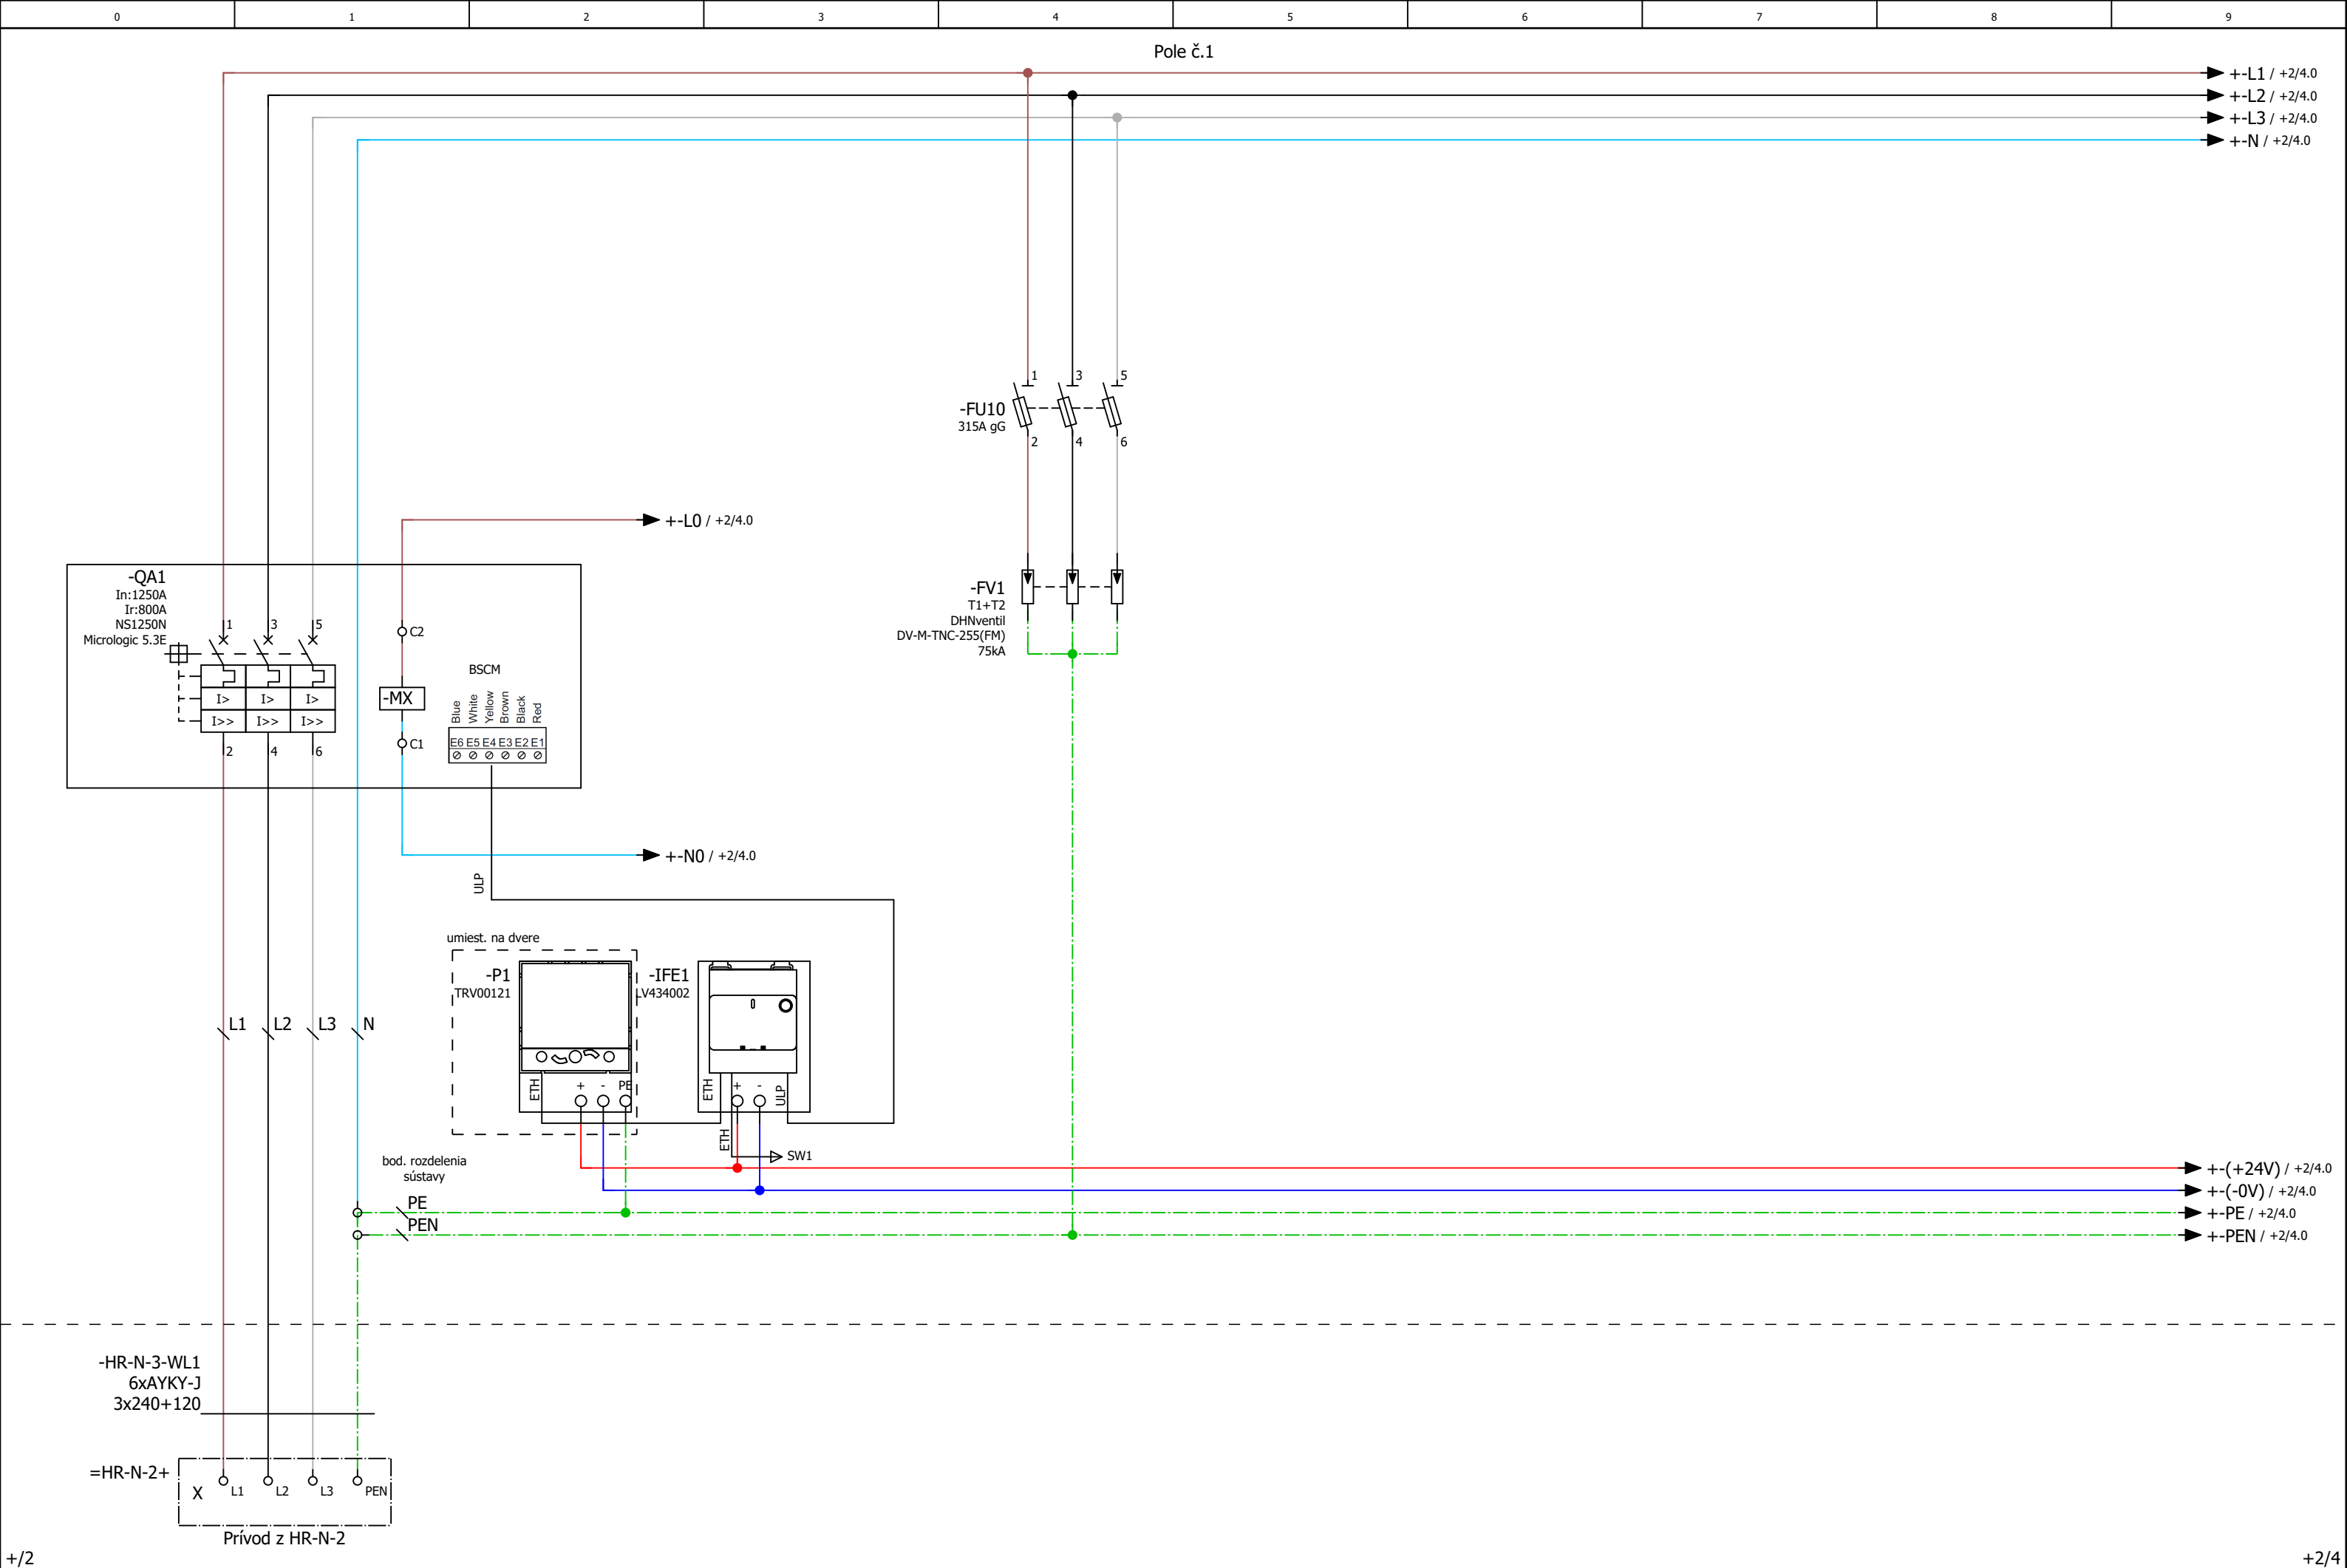 0 1 2 3 4 5 6 7 8 9
Pole č.1
+-L1 / +2/4.0
+-L2 / +2/4.0
+-L3 / +2/4.0
+-N / +2/4.0
1 3 5
-FU10
315A gG
2 4 6
+-L0 / +2/4.0
-QA1
In:1250A
Ir:800A
NS1250N
Micrologic 5.3E
1 3 5
I> I> I>
I>> I>> I>>
2 4 6
C2
-MX
C1
BSCM
Blue White Yellow Brown Black Red
E6 E5 E4 E3 E2 E1
-FV1
T1+T2
DHNventil
DV-M-TNC-255(FM)
75kA
+-N0 / +2/4.0
ULP
umiest. na dvere
-P1
TRV00121
ETH + - PE
-IFE1
LV434002
ETH + - ULP
ETH
SW1
L1 L2 L3 N
bod. rozdelenia
sústavy
PE
PEN
+-(+24V) / +2/4.0
+-(-0V) / +2/4.0
+-PE / +2/4.0
+-PEN / +2/4.0
-HR-N-3-WL1
6xAYKY-J
3x240+120
=HR-N-2+
X L1 L2 L3 PEN
Prívod z HR-N-2
+/2
+2/4